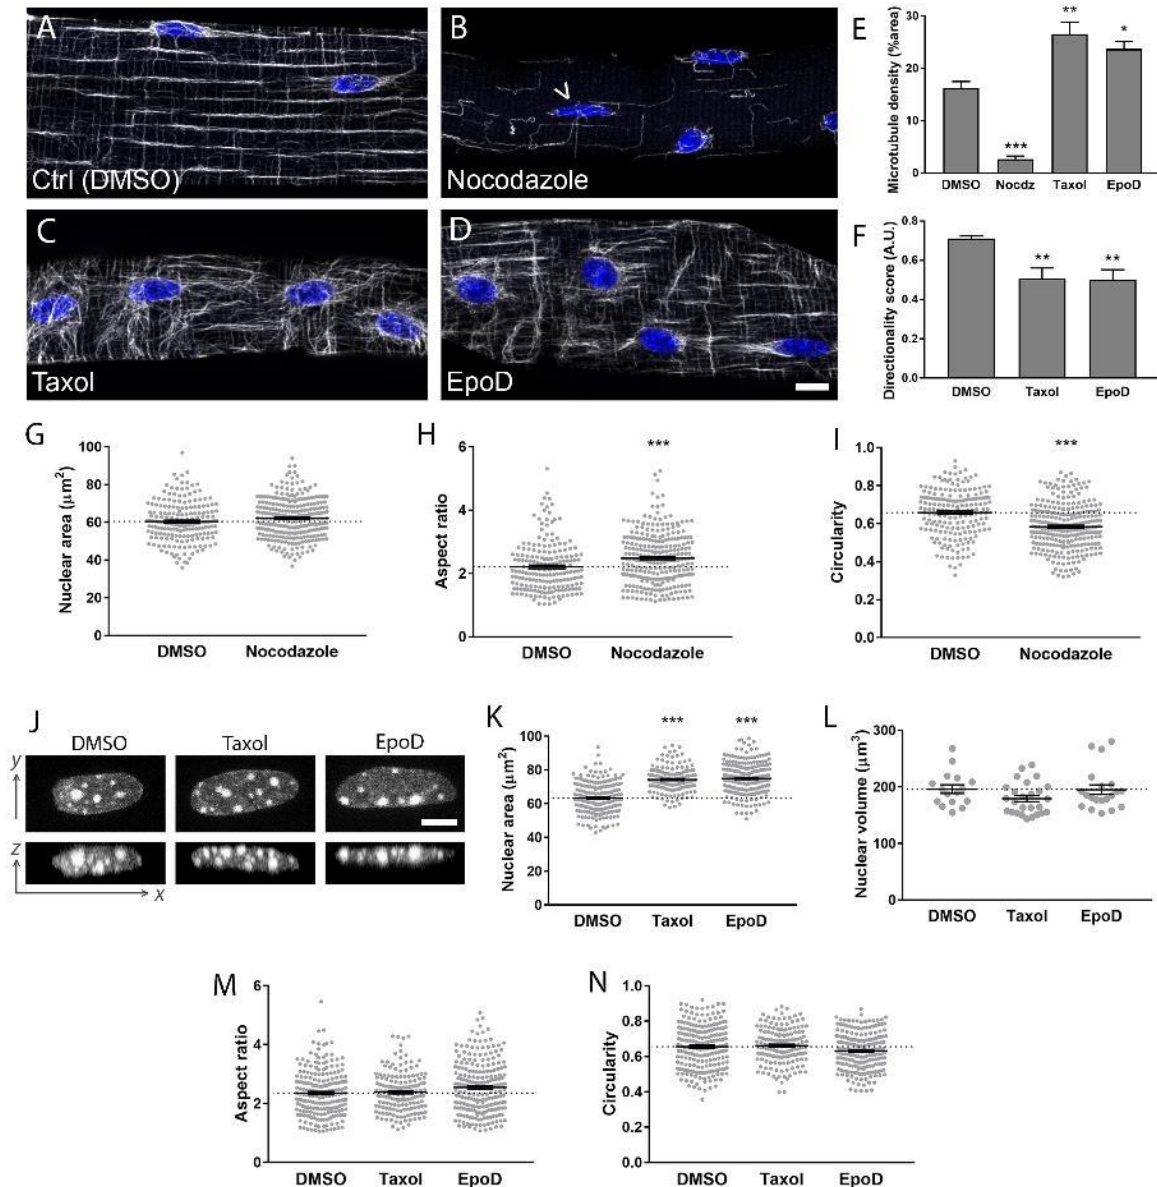 A
Ctrl (DMSO)
B
Nocodazole
C
Taxol
D
EpoD
E
Microtubule density (%area)
30
20
10
0
***
**
*
DMSO Nocdz Taxol EpoD
F
Directionality score (A.U.)
0.8
0.6
0.4
0.2
0.0
** **
DMSO Taxol EpoD
G
Nuclear area (μm²)
100
80
60
40
20
0
DMSO Nocodazole
H
Aspect ratio
6
4
2
0
***
DMSO Nocodazole
I
Circularity
1.0
0.8
0.6
0.4
0.2
0.0
***
DMSO Nocodazole
J
DMSO Taxol EpoD
y
z
x
K
Nuclear area (μm²)
100
80
60
40
20
0
*** ***
DMSO Taxol EpoD
L
Nuclear volume (μm³)
300
200
100
0
DMSO Taxol EpoD
M
Aspect ratio
6
4
2
0
DMSO Taxol EpoD
N
Circularity
1.0
0.8
0.6
0.4
0.2
0.0
DMSO Taxol EpoD